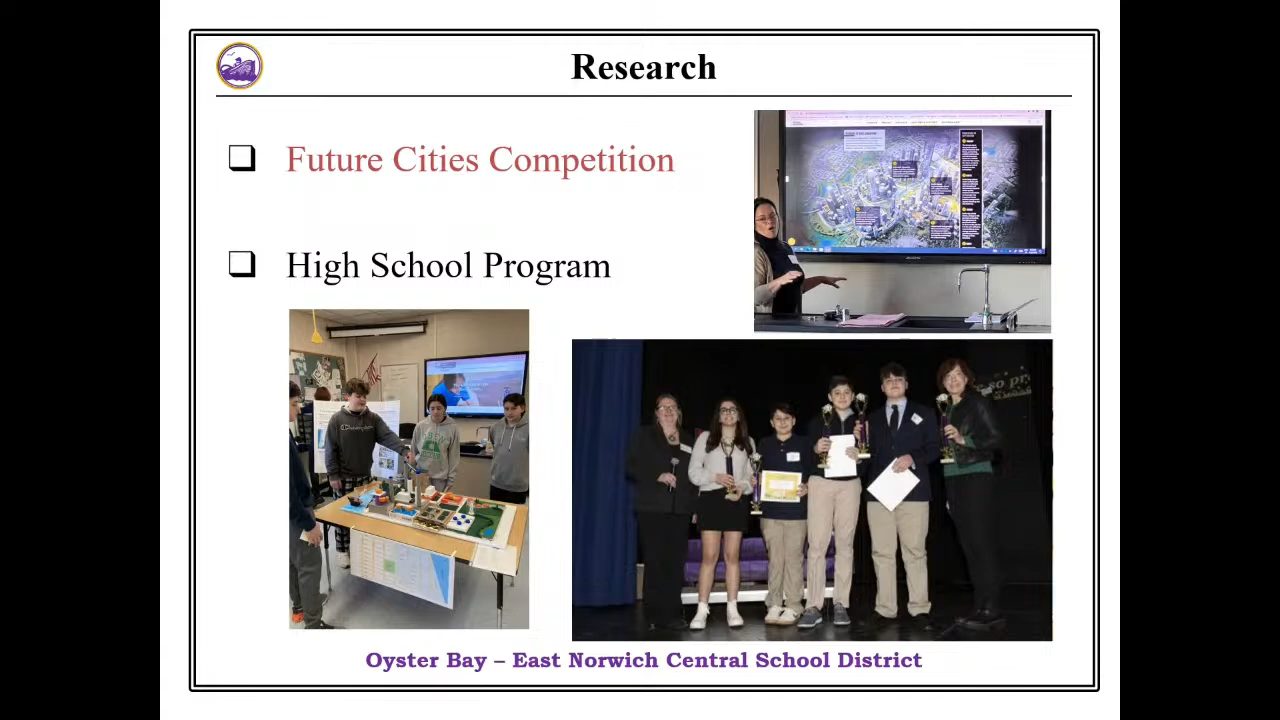 Research
❑ Future Cities Competition
❑ High School Program
Oyster Bay – East Norwich Central School District